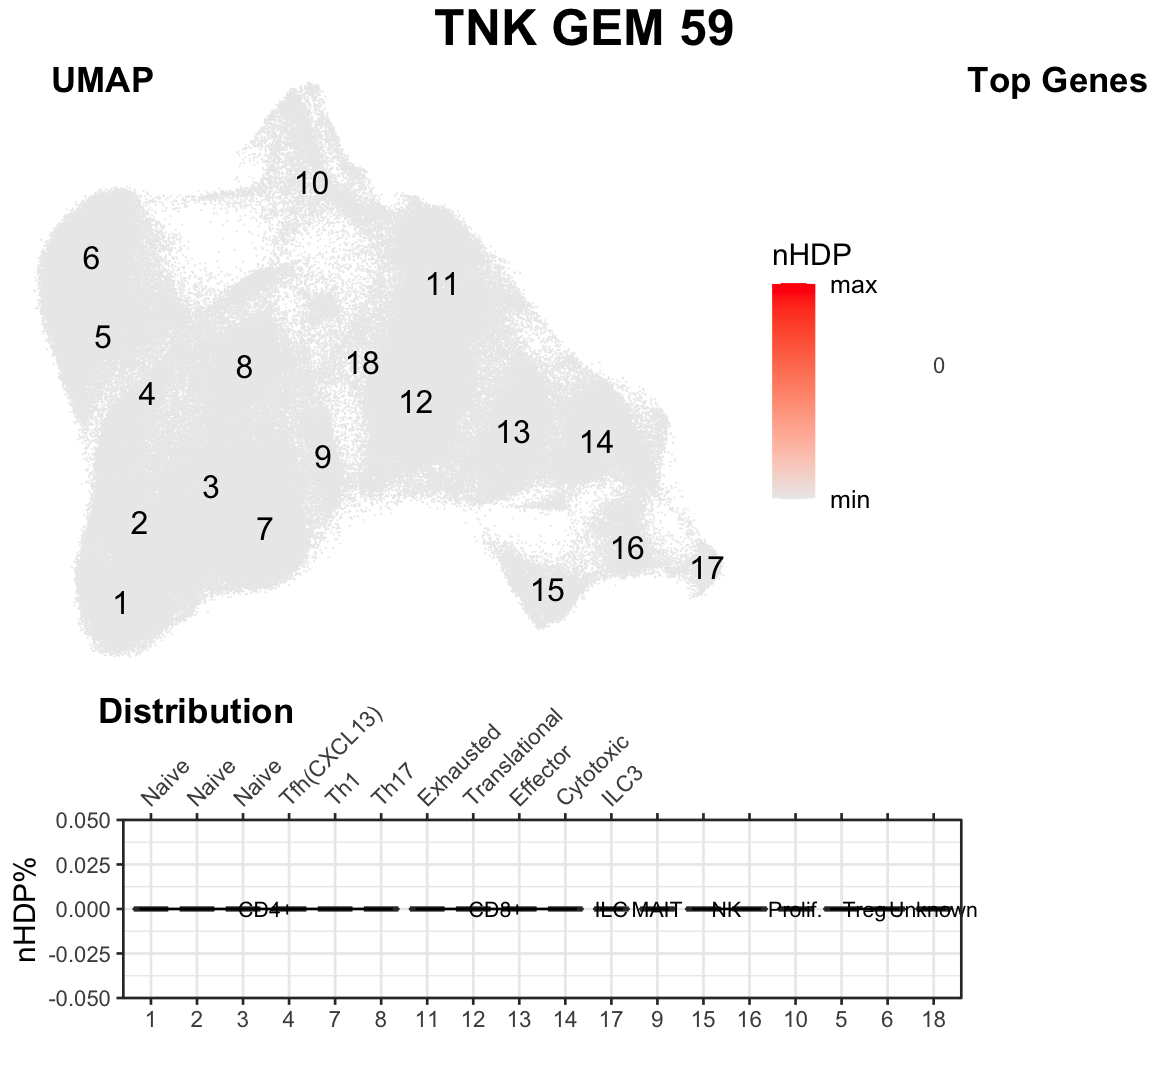 TNK GEM 59
UMAP
Top Genes
10
6
11
5
8
18
4
12
13
14
9
3
2
7
16
17
15
1
nHDP
max
min
0
Distribution
Naive
Naive
Naive
Tfh(CXCL13)
Th1
Th17
Exhausted
Translational
Effector
Cytotoxic
ILC3
nHDP%
0.050
0.025
0.000
-0.025
-0.050
CD4+
CD8+
ILC
MAIT
NK
Prolif.
Treg
Unknown
1 2 3 4 7 8 11 12 13 14 17 9 15 16 10 5 6 18